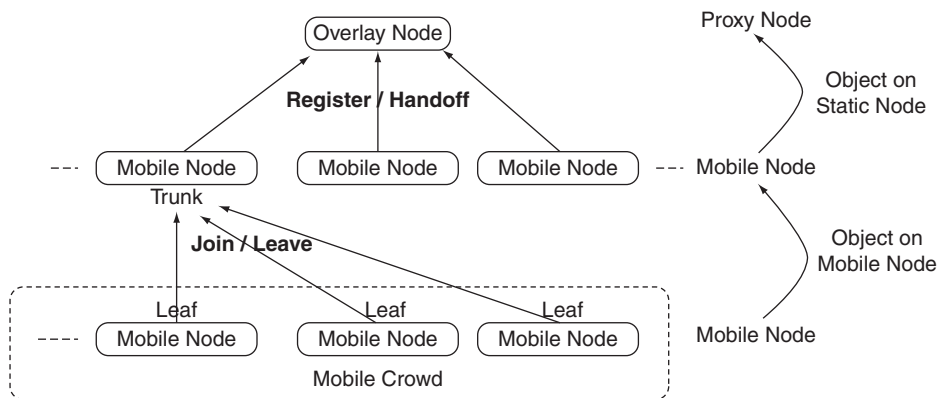 Proxy Node
Overlay Node
Object on
Static Node
Register / Handoff
Mobile Node
Mobile Node
Mobile Node
Mobile Node
Trunk
Join / Leave
Object on
Mobile Node
Leaf
Leaf
Leaf
Mobile Node
Mobile Node
Mobile Node
Mobile Node
Mobile Crowd